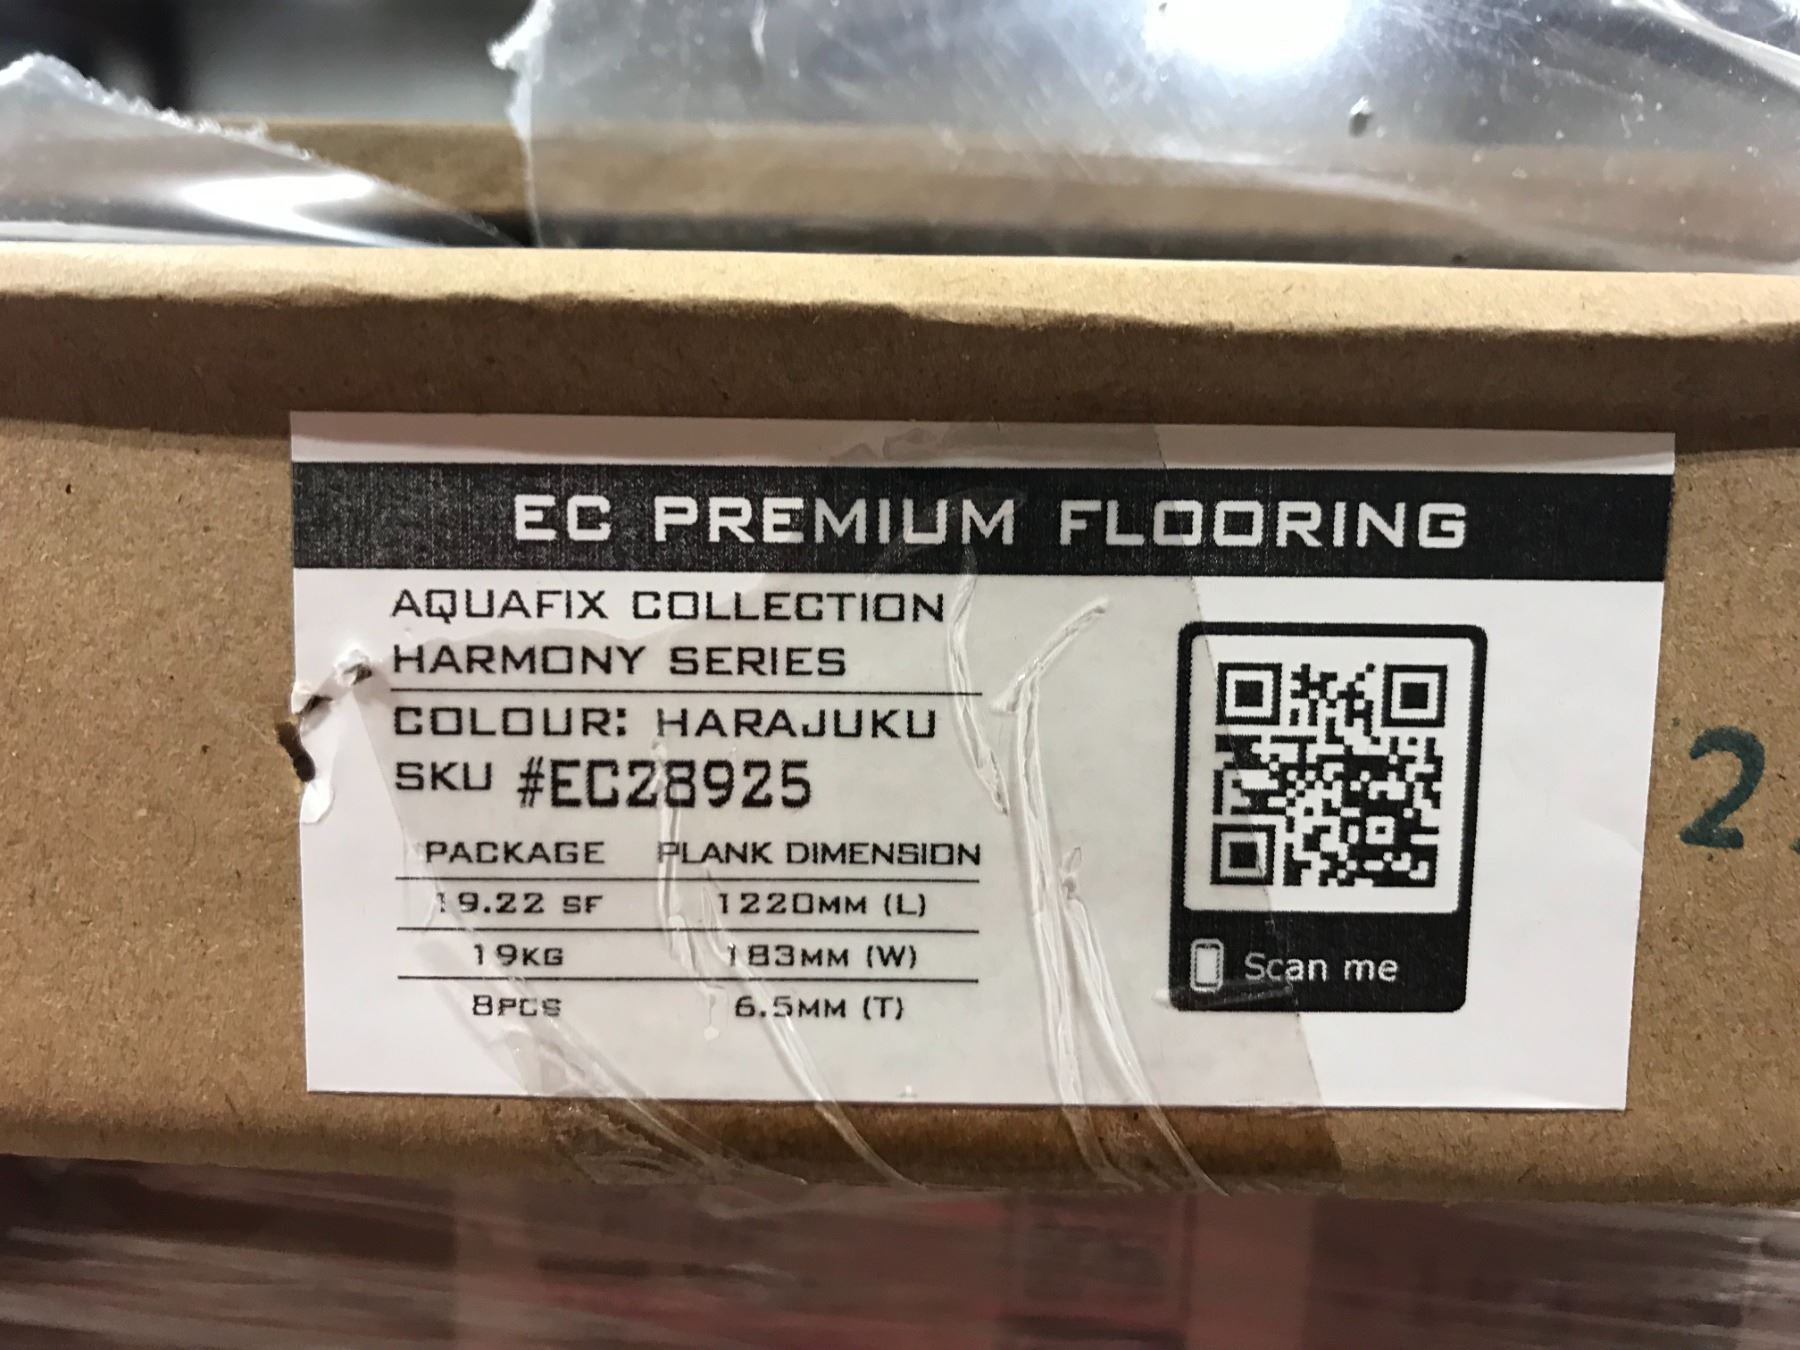 EC PREMIUM FLOORING
AQUAFIX COLLECTION
HARMONY SERIES
COLOUR: HARAJUKU
SKU #EC28925
PACKAGE PLANK DIMENSION
19.22 SF 1220MM (L)
19KG 183MM (W)
8PCS 6.5MM (T)
Scan me
2